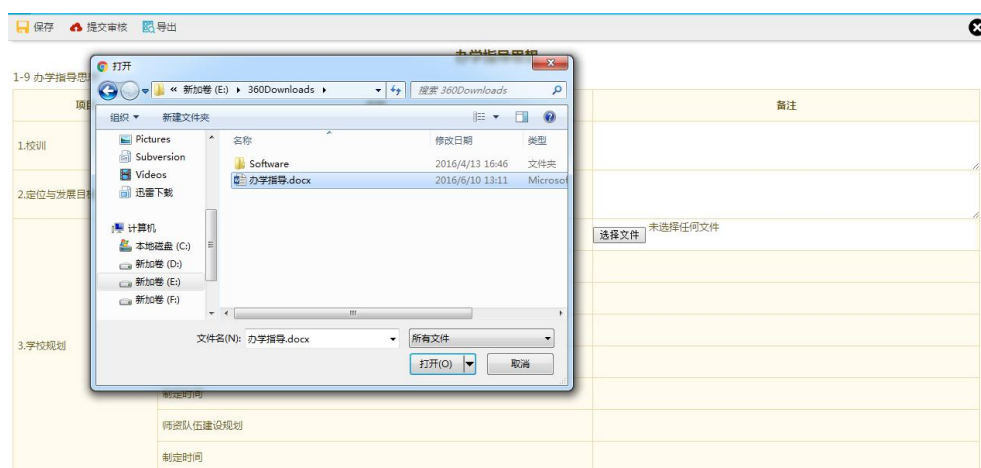 保存 提交审核 导出
办学指导思想
1-9 办学指导思
打开
« 新加卷 (E:) ▸ 360Downloads ▸ 搜索 360Downloads
组织 新建文件夹
项目 备注
名称 修改日期 类型
Pictures
Subversion
Videos
迅雷下载
Software 2016/4/13 16:46 文件夹
办学指导.docx 2016/6/10 13:11 Microsof
计算机
本地磁盘 (C:)
新加卷 (D:)
新加卷 (E:)
新加卷 (F:)
文件名(N): 办学指导.docx 所有文件
打开(O) 取消
1.校训
2.定位与发展目标
选择文件 未选择任何文件
3.学校规划
制定时间
师资队伍建设规划
制定时间